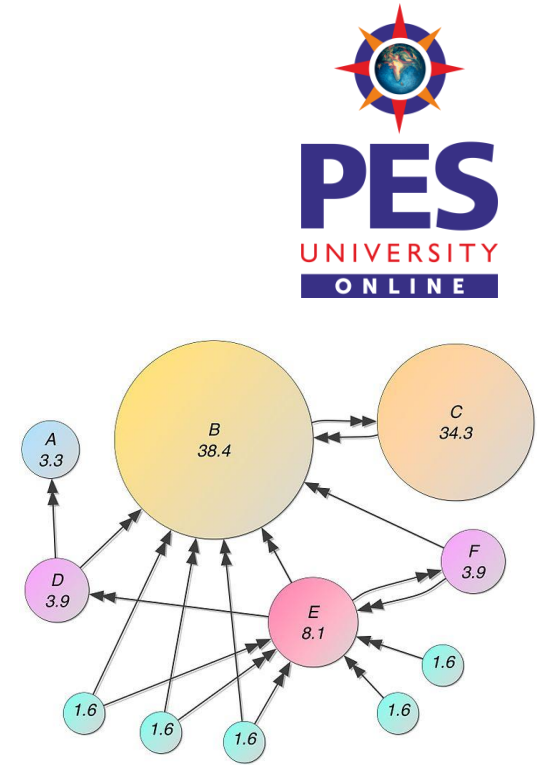 PES
UNIVERSITY
ONLINE
B
38.4
C
34.3
A
3.3
D
3.9
F
3.9
E
8.1
1.6
1.6
1.6
1.6
1.6